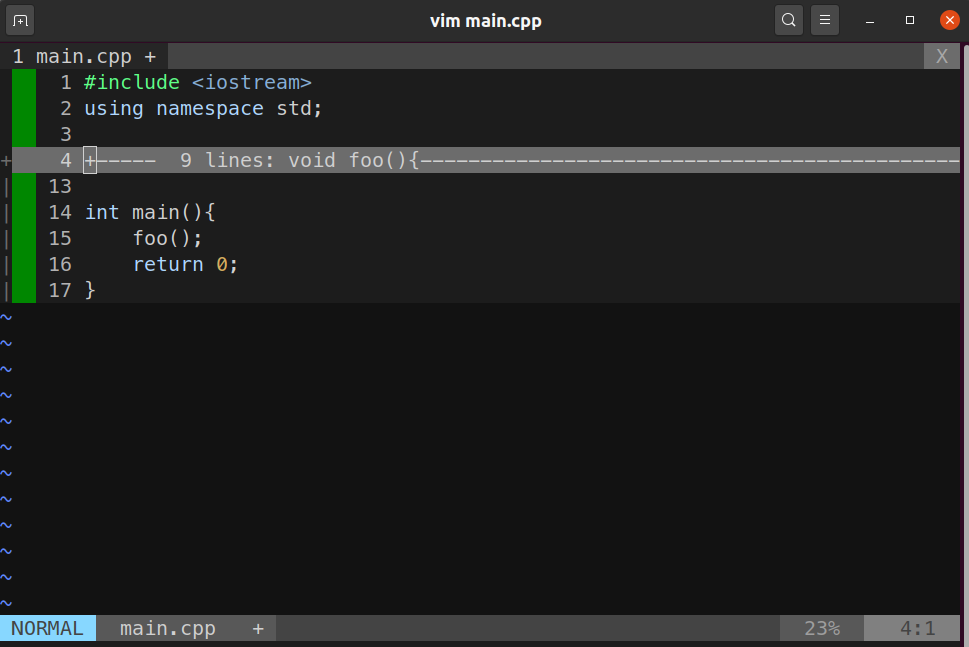 vim main.cpp
1 main.cpp + X
1 #include <iostream>
2 using namespace std;
3
+ 4 +----- 9 lines: void foo(){---------------------------------------------
| 13
| 14 int main(){
| 15     foo();
| 16     return 0;
| 17 }
~
~
~
~
~
~
~
~
~
~
~
~
NORMAL main.cpp + 23% 4:1